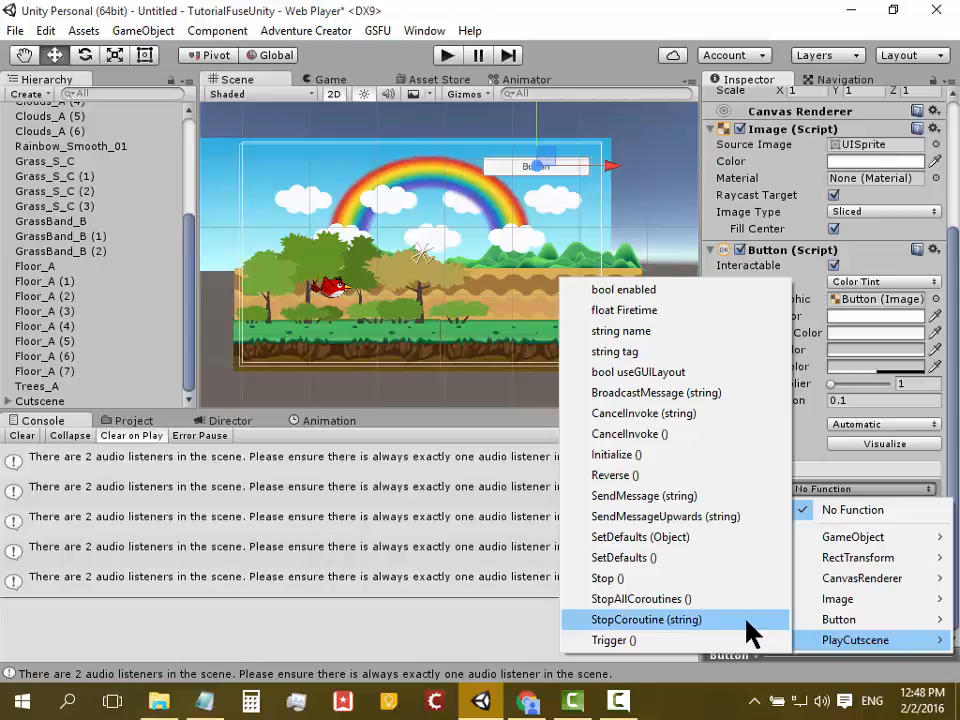 Unity Personal (64bit) - Untitled - TutorialFuseUnity - Web Player* <DX9>
File Edit Assets GameObject Component Adventure Creator GSFU Window Help
Pivot Global Account Layers Layout
Hierarchy Scene Game Asset Store Animator Inspector Navigation
Create All Shaded 2D Gizmos All Scale X 1 Y 1 Z 1
Clouds_A (4)
Clouds_A (5)
Clouds_A (6)
Rainbow_Smooth_01
Grass_S_C
Grass_S_C (1)
Grass_S_C (2)
Grass_S_C (3)
GrassBand_B
GrassBand_B (1)
GrassBand_B (2)
Floor_A
Floor_A (1)
Floor_A (2)
Floor_A (3)
Floor_A (4)
Floor_A (5)
Floor_A (6)
Floor_A (7)
Trees_A
Cutscene
Button
Canvas Renderer
Image (Script)
Source Image UISprite
Color
Material None (Material)
Raycast Target
Image Type Sliced
Fill Center
Button (Script)
Interactable
Color Tint
Button (Image)
Color
1
0.1
Automatic
Visualize
No Function
bool enabled
float Firetime
string name
string tag
bool useGUILayout
BroadcastMessage (string)
CancelInvoke (string)
CancelInvoke ()
Initialize ()
Reverse ()
SendMessage (string)
SendMessageUpwards (string)
SetDefaults (Object)
SetDefaults ()
Stop ()
StopAllCoroutines ()
StopCoroutine (string)
Trigger ()
No Function
GameObject
RectTransform
CanvasRenderer
Image
Button
PlayCutscene
Button
Console Project Director Animation
Clear Collapse Clear on Play Error Pause
There are 2 audio listeners in the scene. Please ensure there is always exactly one audio listener in
There are 2 audio listeners in the scene. Please ensure there is always exactly one audio listener in
There are 2 audio listeners in the scene. Please ensure there is always exactly one audio listener in
There are 2 audio listeners in the scene. Please ensure there is always exactly one audio listener in
There are 2 audio listeners in the scene. Please ensure there is always exactly one audio listener in
There are 2 audio listeners in the scene. Please ensure there is always exactly one audio listener in the scene.
ENG
12:48 PM
2/2/2016